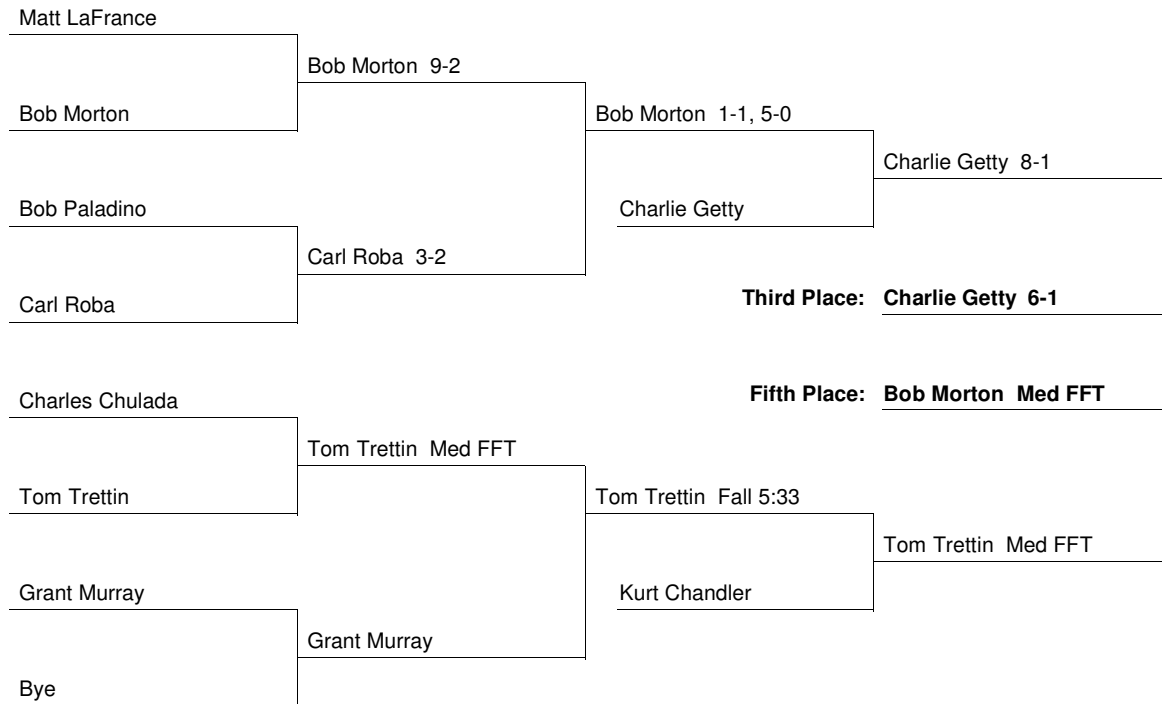 Matt LaFrance
Bob Morton  9-2
Bob Morton
Bob Morton  1-1, 5-0
Charlie Getty  8-1
Bob Paladino
Charlie Getty
Carl Roba  3-2
Carl Roba
Third Place:  Charlie Getty  6-1
Charles Chulada
Fifth Place:  Bob Morton  Med FFT
Tom Trettin  Med FFT
Tom Trettin
Tom Trettin  Fall 5:33
Tom Trettin  Med FFT
Grant Murray
Kurt Chandler
Grant Murray
Bye